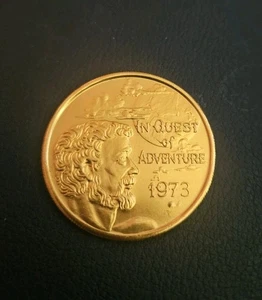 IN QUEST
of
ADVENTURE
1973